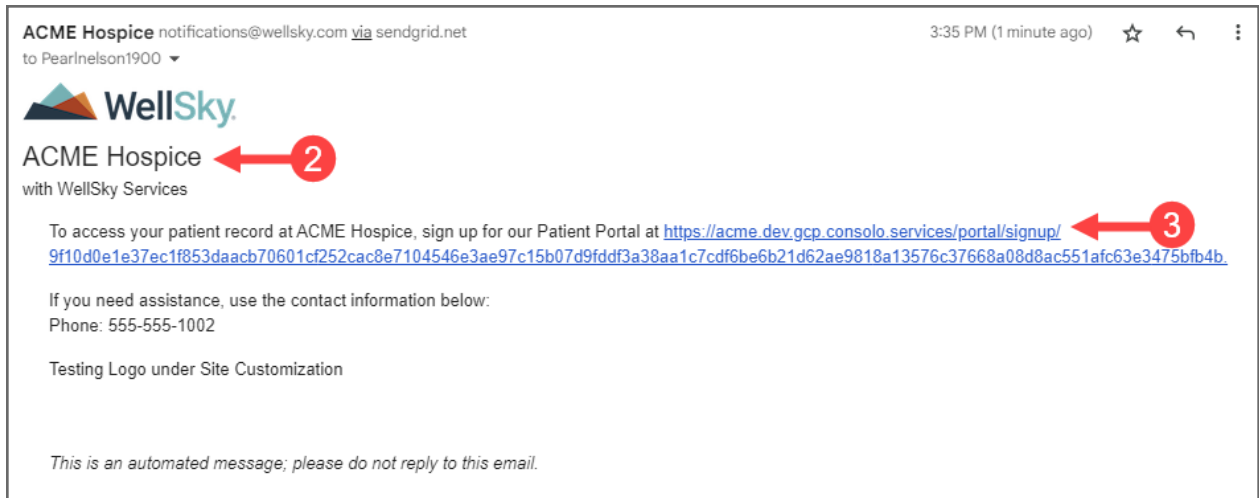 ACME Hospice notifications@wellsky.com via sendgrid.net 3:35 PM (1 minute ago)
to Pearlnelson1900
WellSky.
ACME Hospice 2
with WellSky Services
To access your patient record at ACME Hospice, sign up for our Patient Portal at https://acme.dev.gcp.consolo.services/portal/signup/ 3
9f10d0e1e37ec1f853daacb70601cf252cac8e7104546e3ae97c15b07d9fddf3a38aa1c7cdf6be6b21d62ae9818a13576c37668a08d8ac551afc63e3475bfb4b.
If you need assistance, use the contact information below:
Phone: 555-555-1002
Testing Logo under Site Customization
This is an automated message; please do not reply to this email.